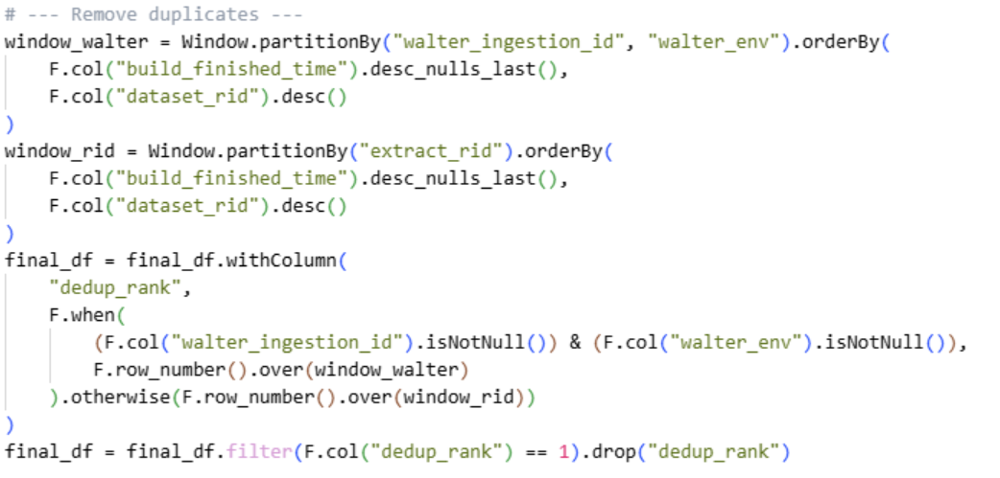 # --- Remove duplicates ---
window_walter = Window.partitionBy("walter_ingestion_id", "walter_env").orderBy(
    F.col("build_finished_time").desc_nulls_last(),
    F.col("dataset_rid").desc()
)
window_rid = Window.partitionBy("extract_rid").orderBy(
    F.col("build_finished_time").desc_nulls_last(),
    F.col("dataset_rid").desc()
)
final_df = final_df.withColumn(
    "dedup_rank",
    F.when(
        (F.col("walter_ingestion_id").isNotNull()) & (F.col("walter_env").isNotNull()),
        F.row_number().over(window_walter)
    ).otherwise(F.row_number().over(window_rid))
)
final_df = final_df.filter(F.col("dedup_rank") == 1).drop("dedup_rank")